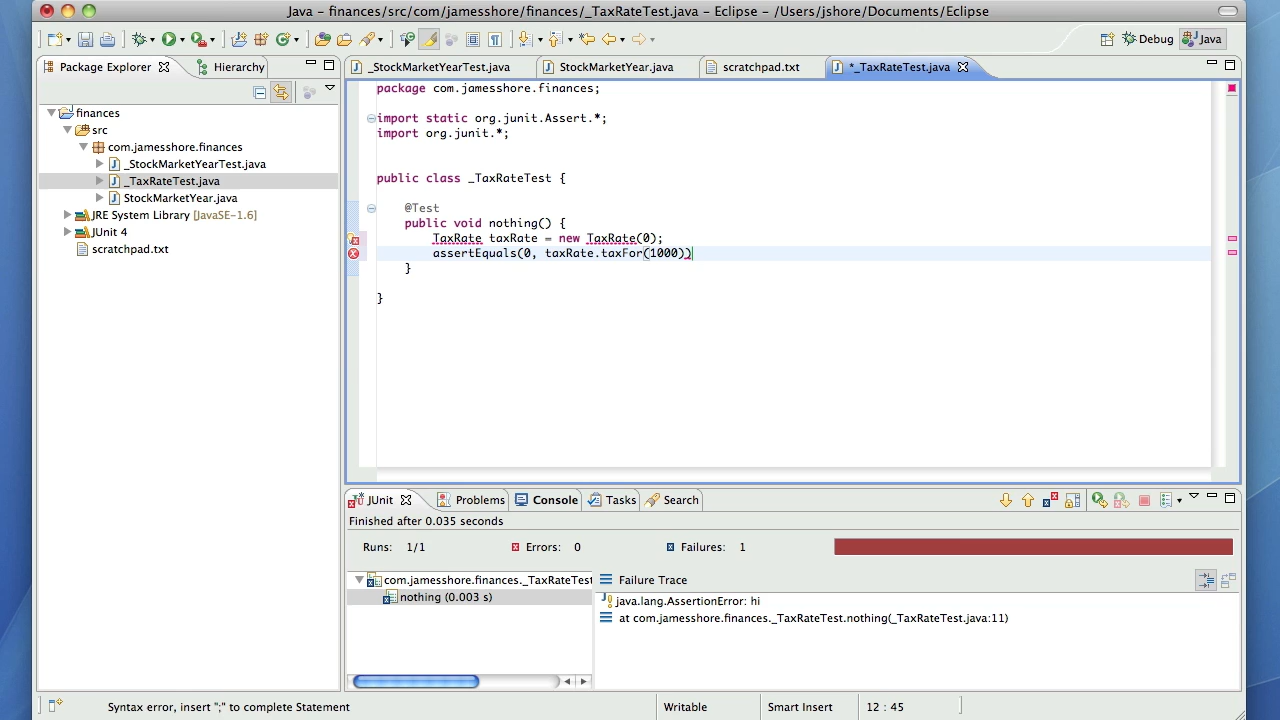 Java – finances/src/com/jamesshore/finances/_TaxRateTest.java – Eclipse – /Users/jshore/Documents/Eclipse
Debug
Java
Package Explorer
Hierarchy
_StockMarketYearTest.java
StockMarketYear.java
scratchpad.txt
*_TaxRateTest.java
finances
src
com.jamesshore.finances
_StockMarketYearTest.java
_TaxRateTest.java
StockMarketYear.java
JRE System Library [JavaSE-1.6]
JUnit 4
scratchpad.txt
package com.jamesshore.finances;
import static org.junit.Assert.*;
import org.junit.*;
public class _TaxRateTest {
@Test
public void nothing() {
TaxRate taxRate = new TaxRate(0);
assertEquals(0, taxRate.taxFor(1000))
}
}
JUnit
Problems
Console
Tasks
Search
Finished after 0.035 seconds
Runs: 1/1
Errors: 0
Failures: 1
com.jamesshore.finances._TaxRateTest
nothing (0.003 s)
Failure Trace
java.lang.AssertionError: hi
at com.jamesshore.finances._TaxRateTest.nothing(_TaxRateTest.java:11)
Syntax error, insert ";" to complete Statement
Writable
Smart Insert
12 : 45